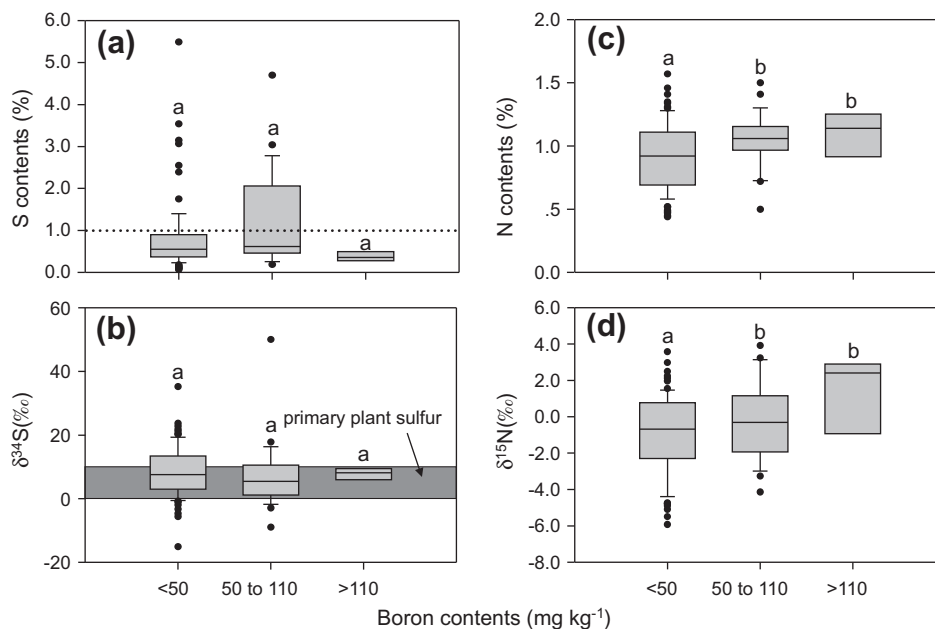 (a)
S contents (%)
6.0
5.0
4.0
3.0
2.0
1.0
0.0
a
a
a
(c)
N contents (%)
2.0
1.5
1.0
.5
0.0
a
b
b
(b)
δ³⁴S(‰)
60
40
20
0
-20
a
a
a
primary plant sulfur
<50
50 to 110
>110
(d)
δ¹⁵N(‰)
6.0
4.0
2.0
0.0
-2.0
-4.0
-6.0
-8.0
a
b
b
<50
50 to 110
>110
Boron contents (mg kg⁻¹)